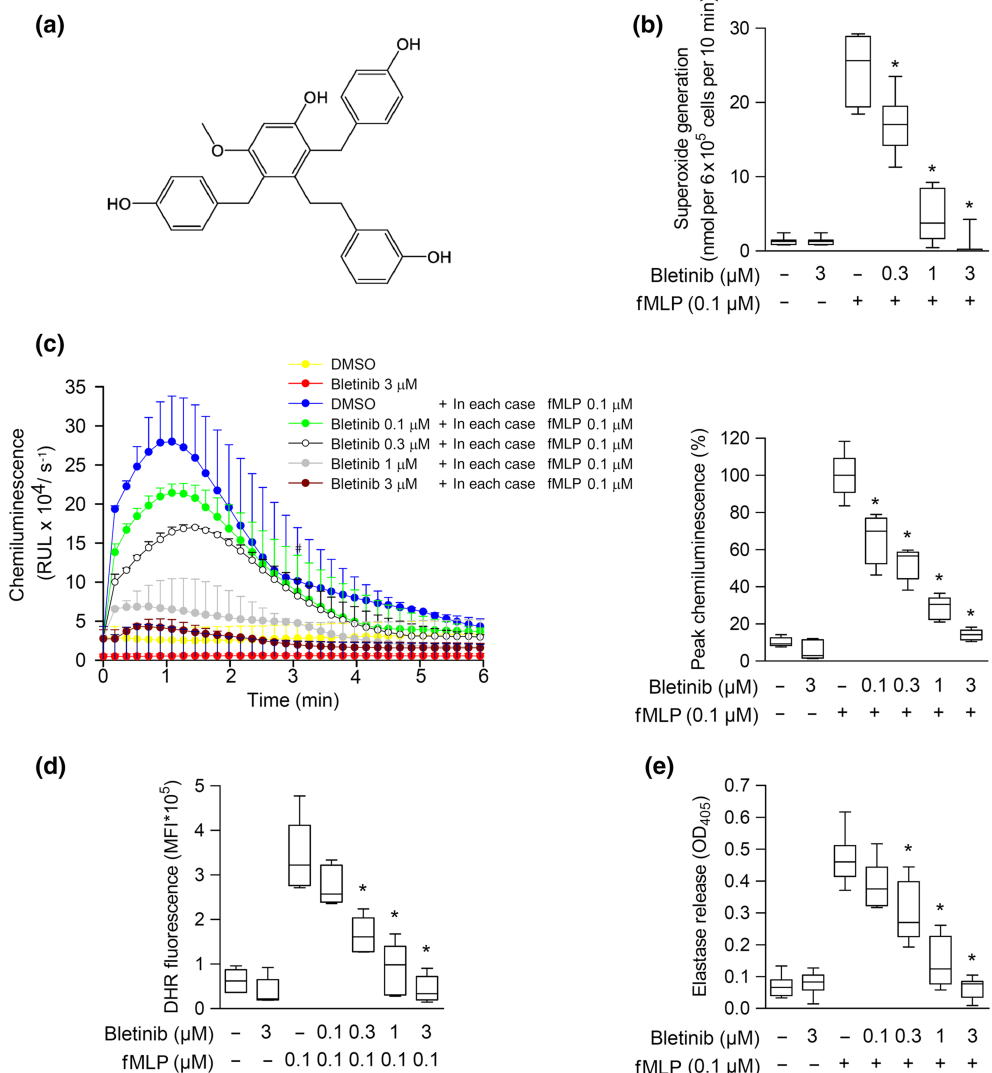 (a)
OH
OH
O
HO
OH
(b)
Superoxide generation
(nmol per 6 x 10⁵ cells per 10 min)
30
20
10
0
* * *
Bletinib (µM) – 3 – 0.3 1 3
fMLP (0.1 µM) – – + + + +
(c)
DMSO
Bletinib 3 µM
DMSO + In each case fMLP 0.1 µM
Bletinib 0.1 µM + In each case fMLP 0.1 µM
Bletinib 0.3 µM + In each case fMLP 0.1 µM
Bletinib 1 µM + In each case fMLP 0.1 µM
Bletinib 3 µM + In each case fMLP 0.1 µM
Chemiluminescence
(RUL x 10⁴/ s⁻¹)
35
30
25
20
15
10
5
0
#
0 1 2 3 4 5 6
Time (min)
Peak chemiluminescence (%)
120
100
80
60
40
20
0
* * * *
Bletinib (µM) – 3 – 0.1 0.3 1 3
fMLP (0.1 µM) – – + + + + +
(d)
DHR fluorescence (MFI*10⁵)
5
4
3
2
1
0
* * *
Bletinib (µM) – 3 – 0.1 0.3 1 3
fMLP (µM) – – 0.1 0.1 0.1 0.1 0.1
(e)
Elastase release (OD₄₀₅)
0.7
0.6
0.5
0.4
0.3
0.2
0.1
0.0
* * *
Bletinib (µM) – 3 – 0.1 0.3 1 3
fMLP (0.1 µM) – – + + + + +